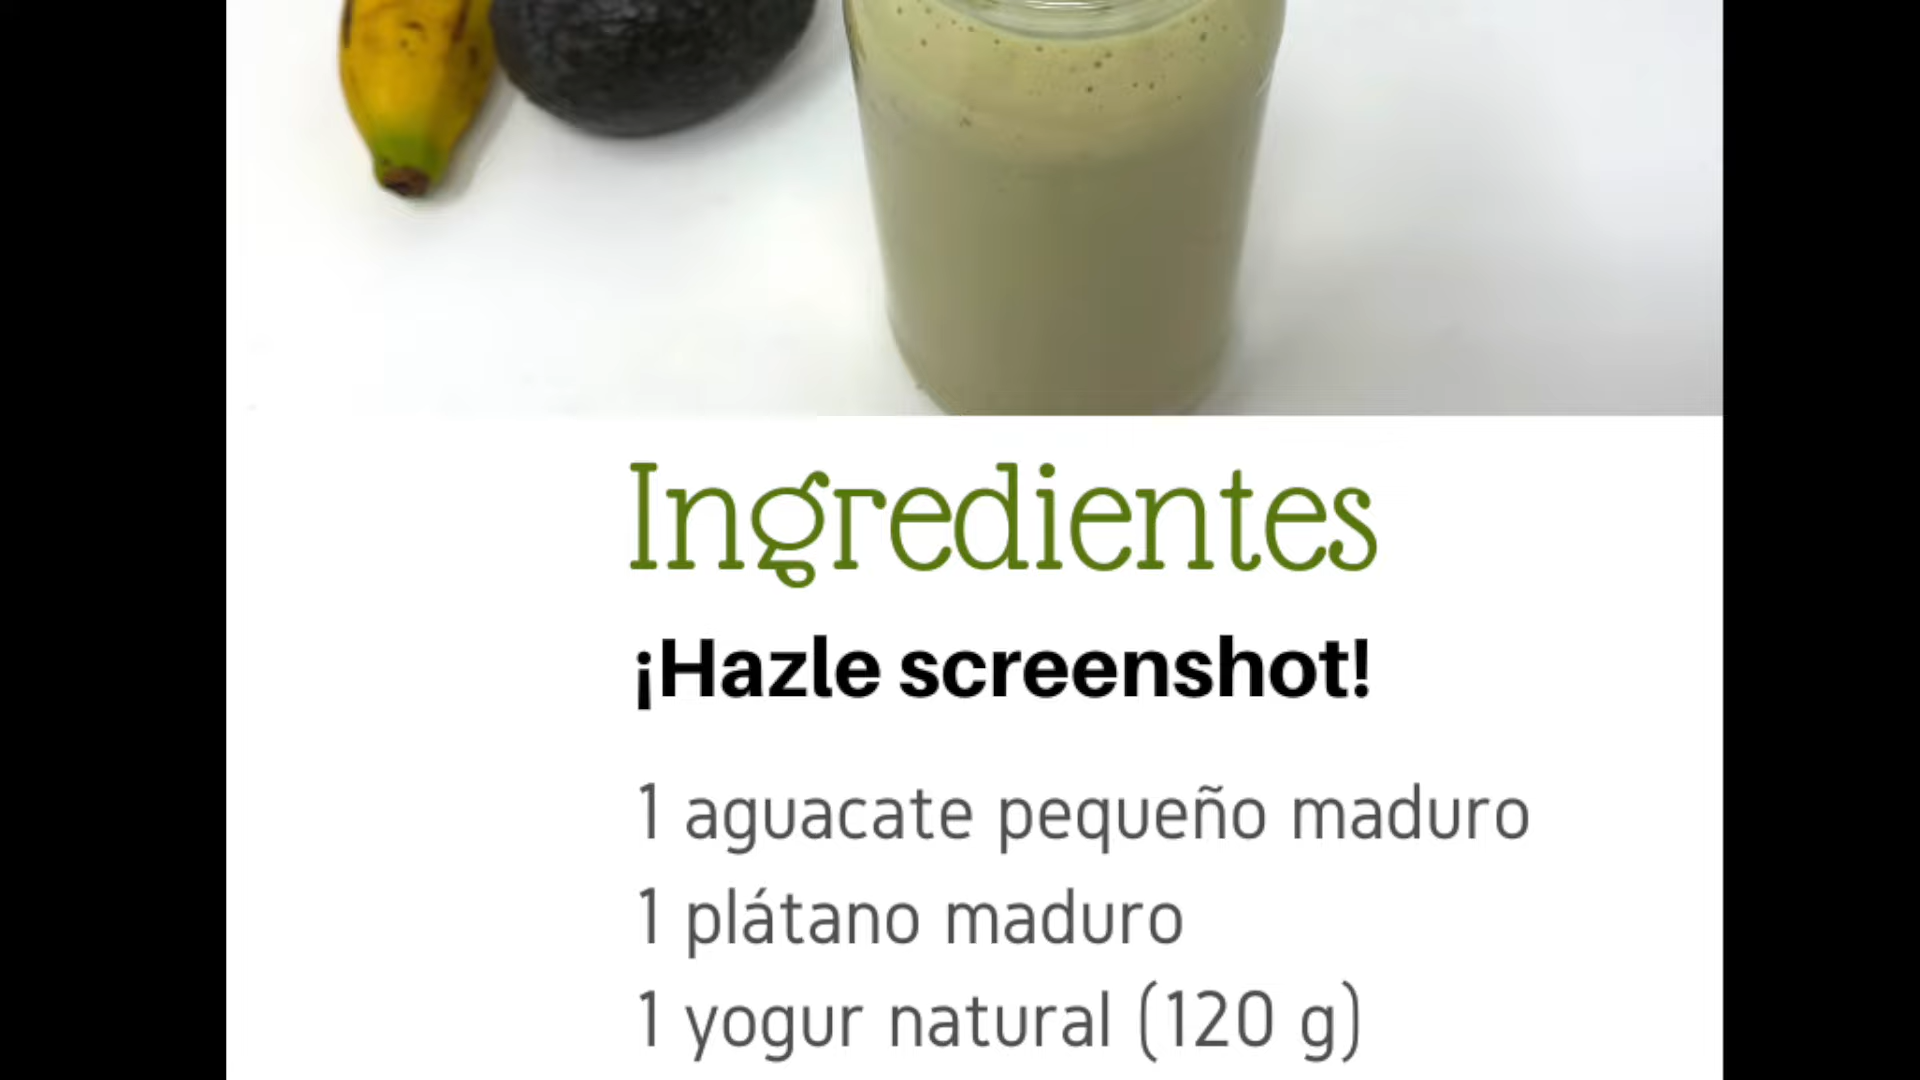 Ingredientes
¡Hazle screenshot!
1 aguacate pequeño maduro
1 plátano maduro
1 yogur natural (120 g)